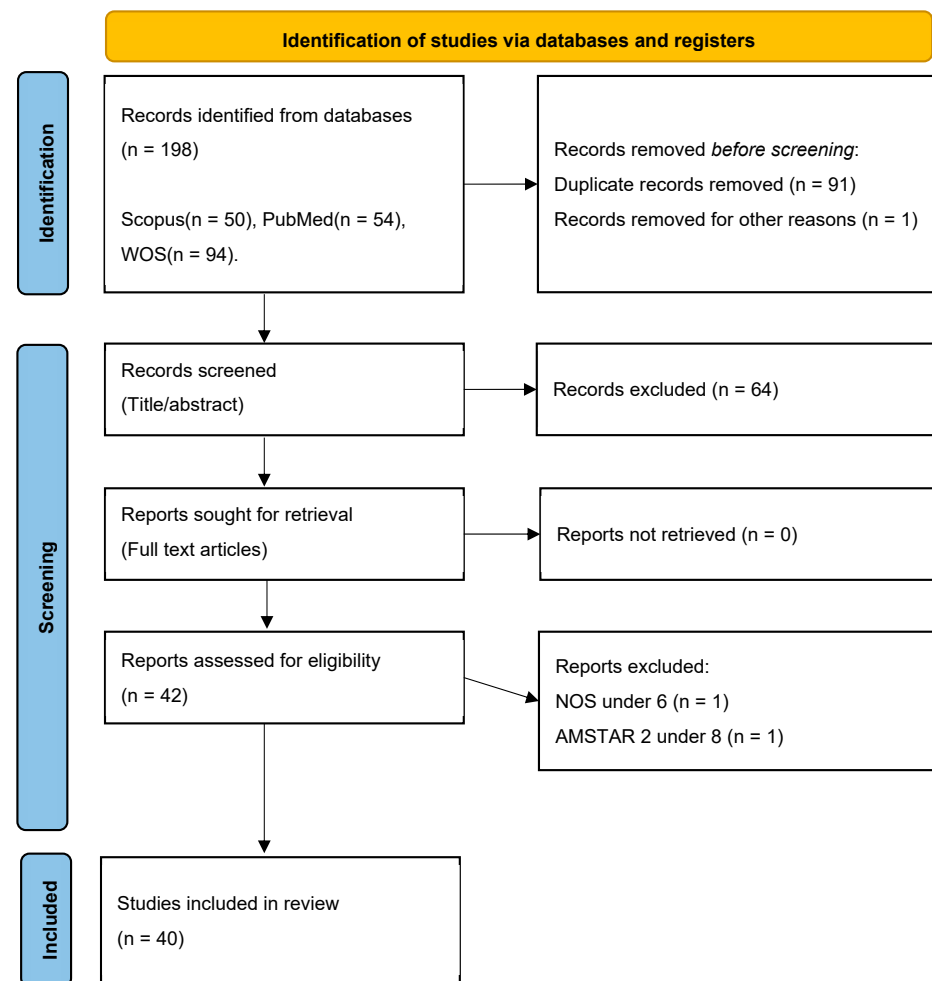 Identification of studies via databases and registers
Identification
Records identified from databases
(n = 198)
Scopus(n = 50), PubMed(n = 54),
WOS(n = 94).
Records removed before screening:
Duplicate records removed (n = 91)
Records removed for other reasons (n = 1)
Screening
Records screened
(Title/abstract)
Records excluded (n = 64)
Reports sought for retrieval
(Full text articles)
Reports not retrieved (n = 0)
Reports assessed for eligibility
(n = 42)
Reports excluded:
NOS under 6 (n = 1)
AMSTAR 2 under 8 (n = 1)
Included
Studies included in review
(n = 40)